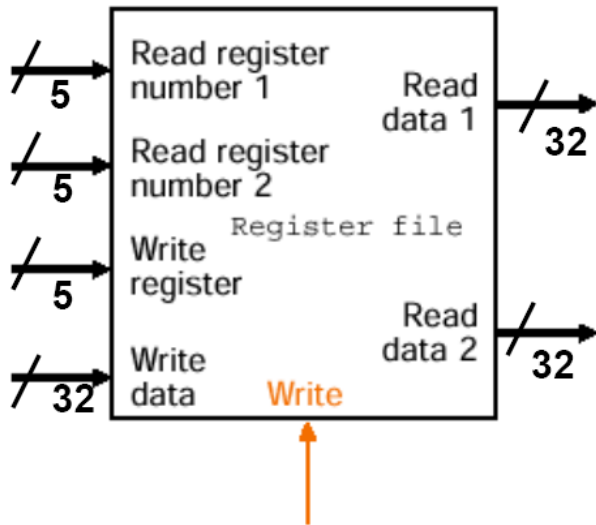 Read register
number 1
5
Read
data 1
32
Read register
number 2
5
Register file
Write
register
5
Read
data 2
32
Write
data
32
Write